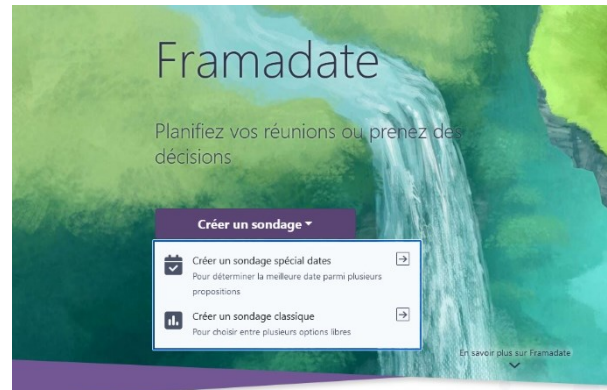 Framadate
Planifiez vos réunions ou prenez des
décisions
Créer un sondage
Créer un sondage spécial dates
Pour déterminer la meilleure date parmi plusieurs
propositions
Créer un sondage classique
Pour choisir entre plusieurs options libres
En savoir plus sur Framadate